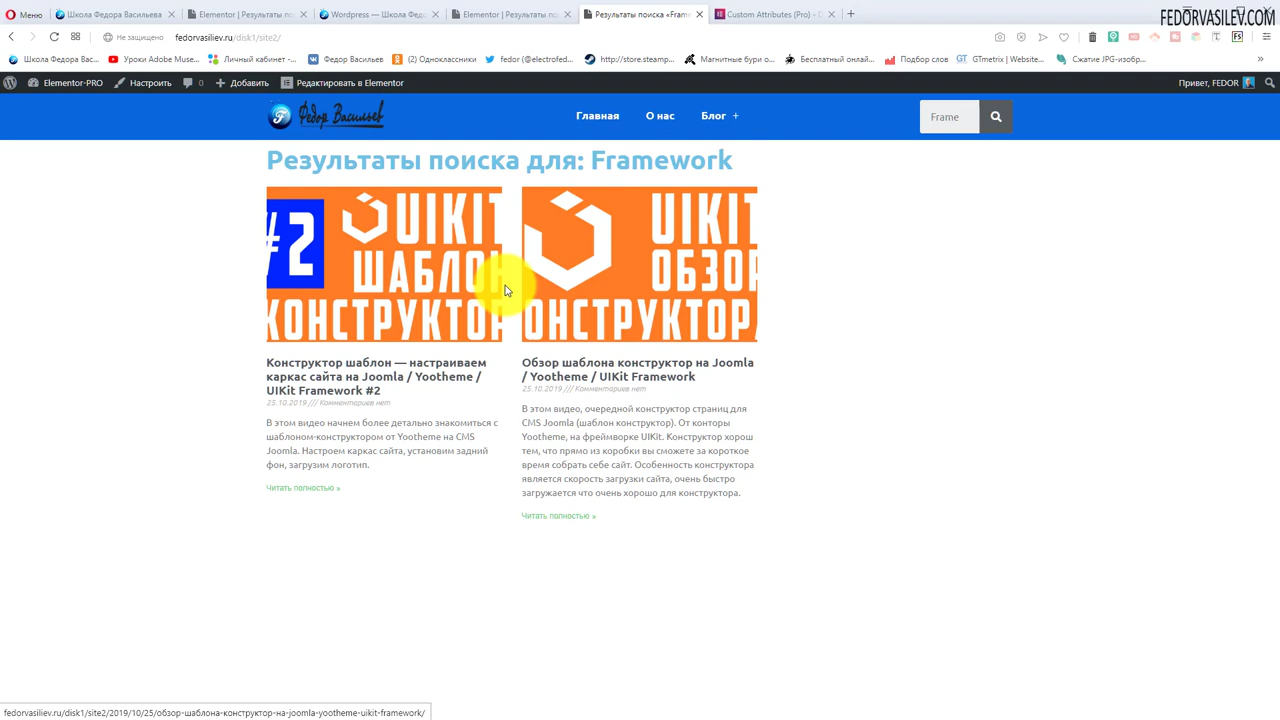 FEDORVASILEV.COM
Меню
Школа Федора Васильева
Elementor | Результаты по
Wordpress — Школа Федо
Elementor | Результаты по
Результаты поиска «Fram
Custom Attributes (Pro) - D
Не защищено
fedorvasiliev.ru/disk1/site2/
Школа Федора Вас...
Уроки Adobe Muse...
Личный кабинет -...
Федор Васильев
(2) Одноклассники
fedor (@electrofed...
http://store.steamp...
Магнитные бури о...
Бесплатный онлай...
Подбор слов
GTmetrix | Website...
Сжатие JPG-изобр...
Elementor-PRO
Настроить
0
Добавить
Редактировать в Elementor
Привет, FEDOR
Федор Васильев
Главная
О нас
Блог +
Frame
Результаты поиска для: Framework
#2
UIKIT
ШАБЛОН
КОНСТРУКТОР
UIKIT
ОБЗОР
ОНСТРУКТОРА
Конструктор шаблон — настраиваем
каркас сайта на Joomla / Yootheme /
UIKit Framework #2
25.10.2019 /// Комментариев нет
В этом видео начнем более детально знакомиться с
шаблоном-конструктором от Yootheme на CMS
Joomla. Настроем каркас сайта, установим задний
фон, загрузим логотип.
Читать полностью »
Обзор шаблона конструктор на Joomla
/ Yootheme / UIKit Framework
25.10.2019 /// Комментариев нет
В этом видео, очередной конструктор страниц для
CMS Joomla (шаблон конструктор). От конторы
Yootheme, на фреймворке UIKit. Конструктор хорош
тем, что прямо из коробки вы сможете за короткое
время собрать себе сайт. Особенность конструктора
является скорость загрузки сайта, очень быстро
загружается что очень хорошо для конструктора.
Читать полностью »
fedorvasiliev.ru/disk1/site2/2019/10/25/обзор-шаблона-конструктор-на-joomla-yootheme-uikit-framework/